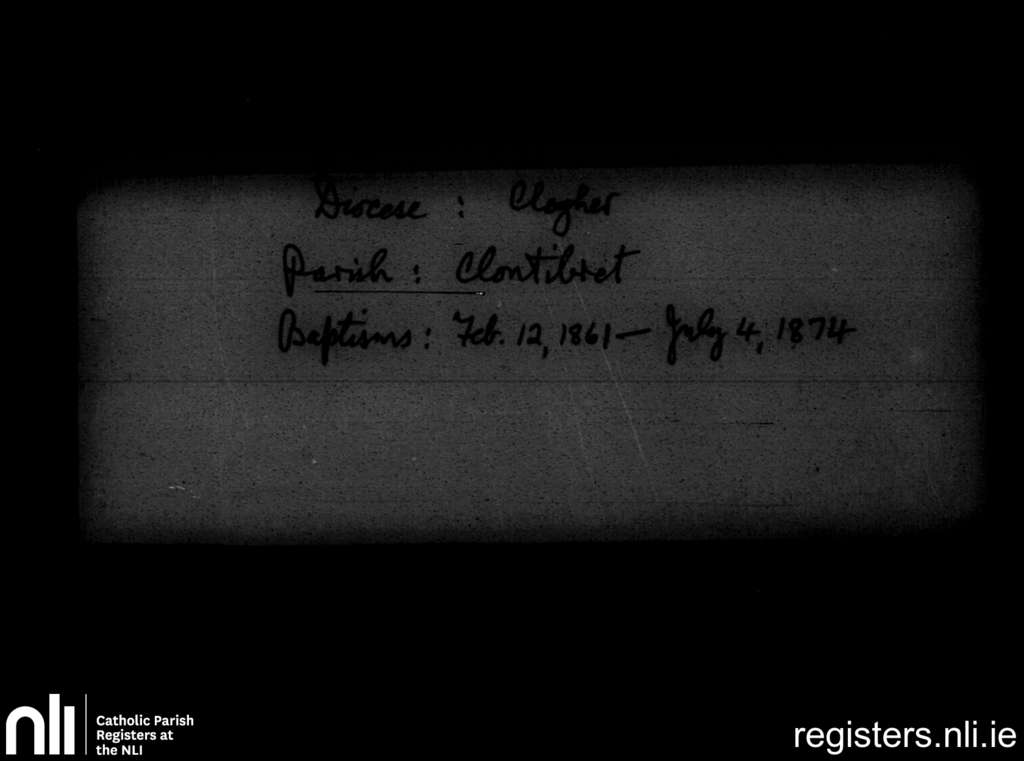 Diocese : Clogher
Parish : Clontibret
Baptisms : Feb. 12, 1861 — July 4, 1874
nli
Catholic Parish
Registers at
the NLI
registers.nli.ie